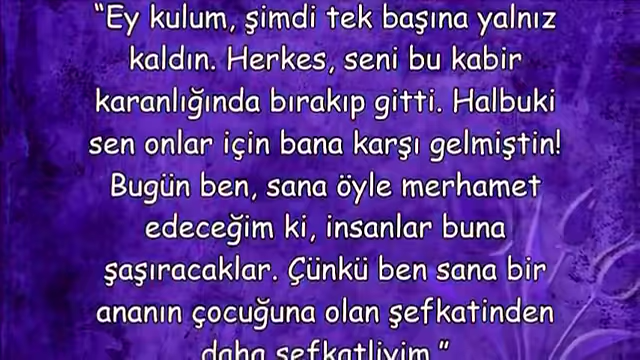 “Ey kulum, şimdi tek başına yalnız
kaldın. Herkes, seni bu kabir
karanlığında bırakıp gitti. Halbuki
sen onlar için bana karşı gelmiştin!
Bugün ben, sana öyle merhamet
edeceğim ki, insanlar buna
şaşıracaklar. Çünkü ben sana bir
ananın çocuğuna olan şefkatinden
daha şefkatliyim.”